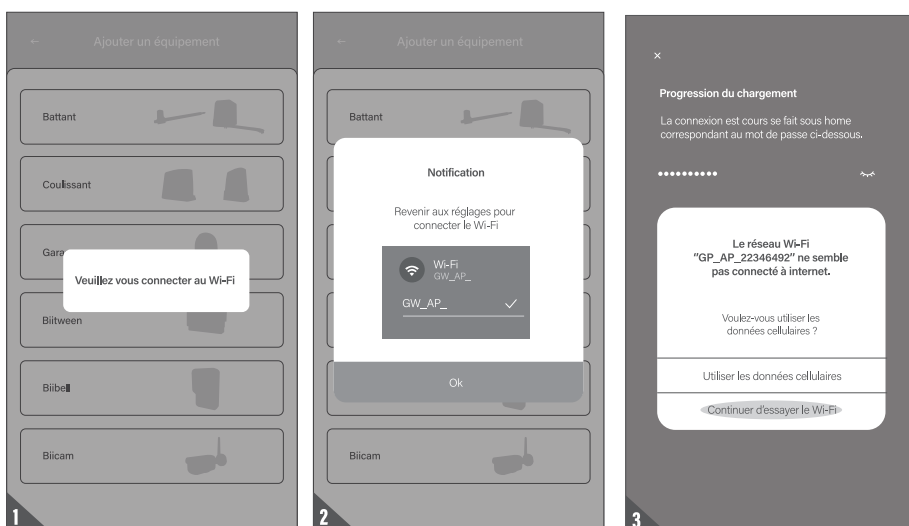 ← Ajouter un équipement
Battant
Coulissant
Gara
Veuillez vous connecter au Wi-Fi
Biitween
Biibell
Biicam
1
← Ajouter un équipement
Battant
Notification
Revenir aux réglages pour
connecter le Wi-Fi
Wi-Fi
GW_AP_
GW_AP_
Ok
Biicam
2
×
Progression du chargement
La connexion est cours se fait sous home
correspondant au mot de passe ci-dessous.
••••••••••
Le réseau Wi-Fi
"GP_AP_22346492" ne semble
pas connecté à internet.
Voulez-vous utiliser les
données cellulaires ?
Utiliser les données cellulaires
Continuer d'essayer le Wi-Fi
3